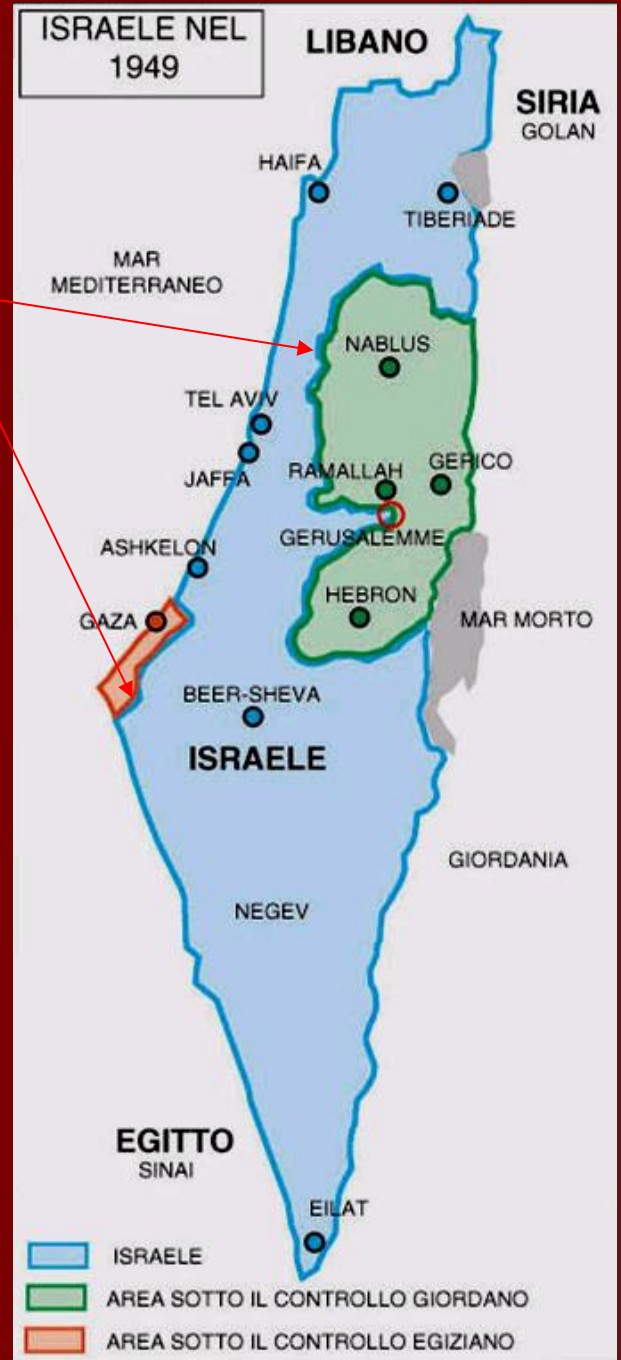 ISRAELE NEL
1949
LIBANO
SIRIA
GOLAN
HAIFA
TIBERIADE
MAR
MEDITERRANEO
NABLUS
TEL AVIV
JAFFA
RAMALLAH
GERICO
GERUSALEMME
ASHKELON
HEBRON
GAZA
MAR MORTO
BEER-SHEVA
ISRAELE
GIORDANIA
NEGEV
EGITTO
SINAI
EILAT
ISRAELE
AREA SOTTO IL CONTROLLO GIORDANO
AREA SOTTO IL CONTROLLO EGIZIANO